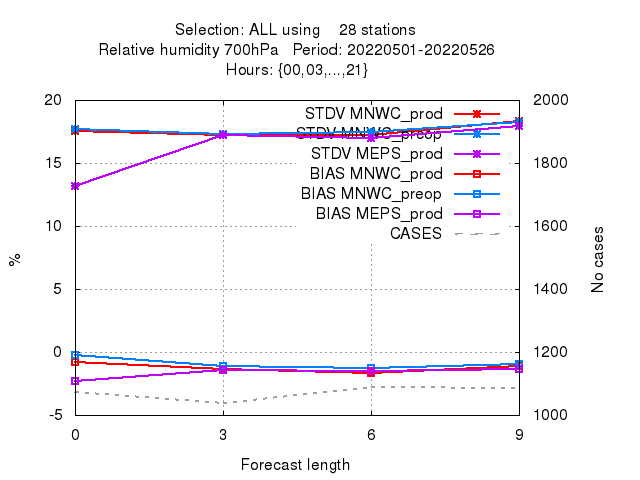 Selection: ALL using 28 stations
Relative humidity 700hPa Period: 20220501-20220526
Hours: {00,03,...,21}
20
15
10
5
0
-5
%
STDV MNWC_prod
STDV MNWC_preop
STDV MEPS_prod
BIAS MNWC_prod
BIAS MNWC_preop
BIAS MEPS_prod
CASES
2000
1800
1600
1400
1200
1000
No cases
0 3 6 9
Forecast length